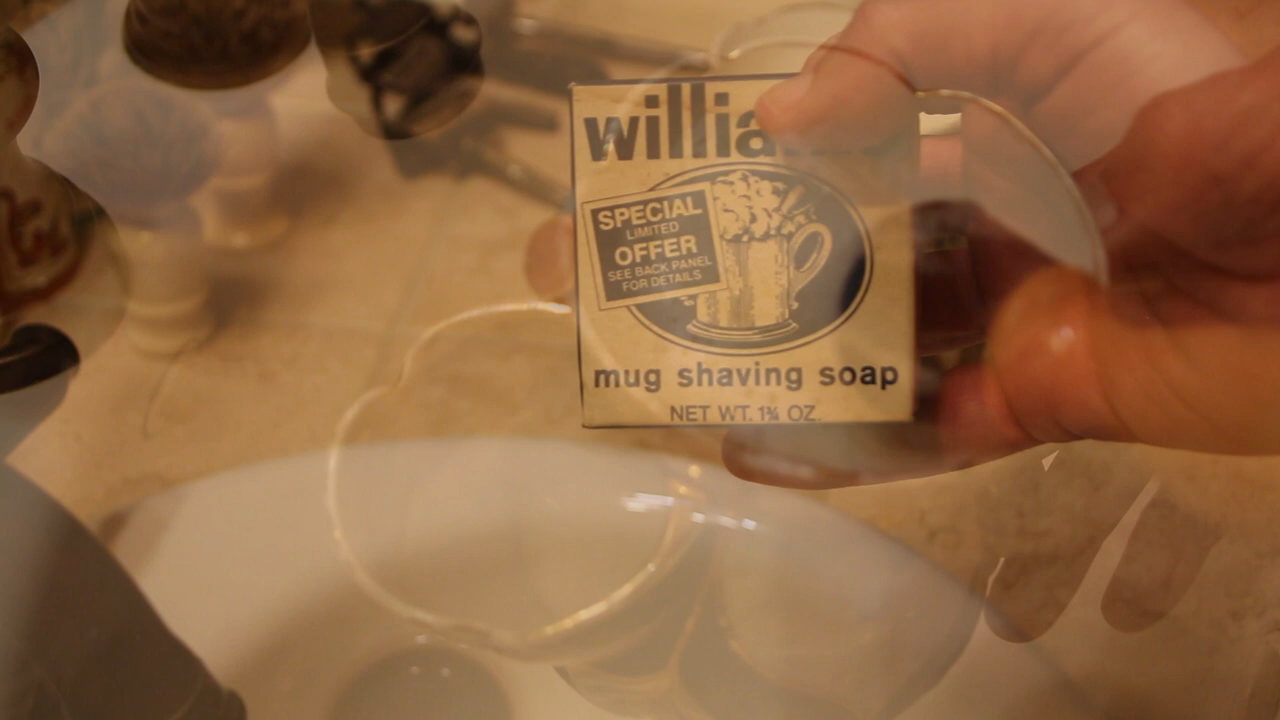 willia
SPECIAL
LIMITED
OFFER
SEE BACK PANEL
FOR DETAILS
mug shaving soap
NET WT. 1¾ OZ.